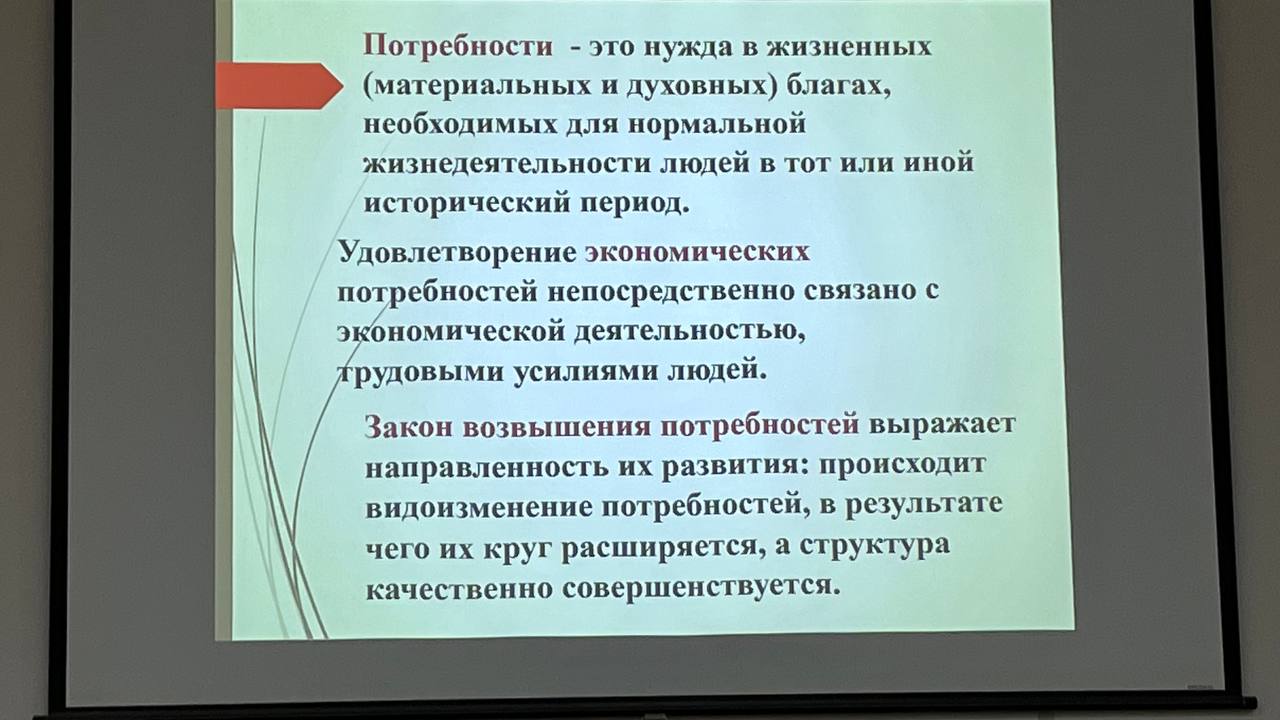 Потребности - это нужда в жизненных
(материальных и духовных) благах,
необходимых для нормальной
жизнедеятельности людей в тот или иной
исторический период.
Удовлетворение экономических
потребностей непосредственно связано с
экономической деятельностью,
трудовыми усилиями людей.
Закон возвышения потребностей выражает
направленность их развития: происходит
видоизменение потребностей, в результате
чего их круг расширяется, а структура
качественно совершенствуется.